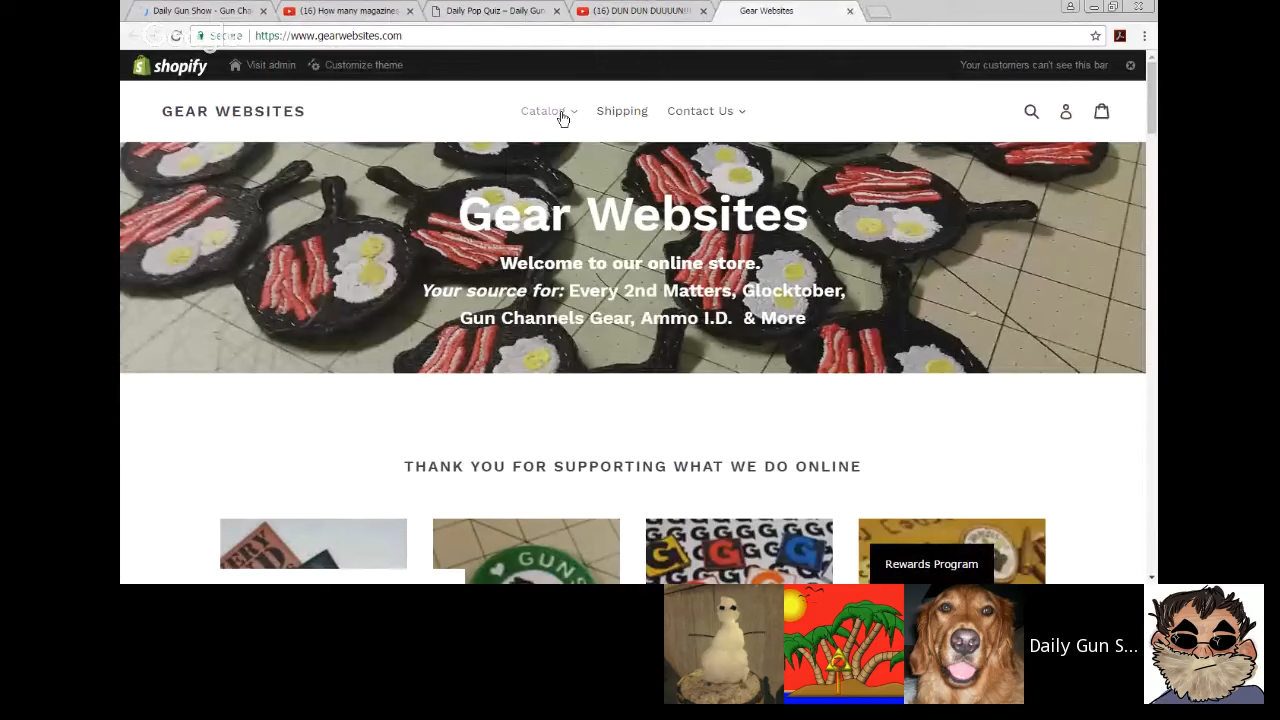 Daily Gun Show - Gun Cha
(16) How many magazines
Daily Pop Quiz – Daily Gun
(16) DUN DUN DUUUN!!!
Gear Websites
Secure
https://www.gearwebsites.com
shopify
Visit admin
Customize theme
Your customers can't see this bar
GEAR WEBSITES
Catalog
Shipping
Contact Us
Gear Websites
Welcome to our online store.
Your source for: Every 2nd Matters, Glocktober,
Gun Channels Gear, Ammo I.D. & More
THANK YOU FOR SUPPORTING WHAT WE DO ONLINE
GUNS
G G G
Rewards Program
Daily Gun S...